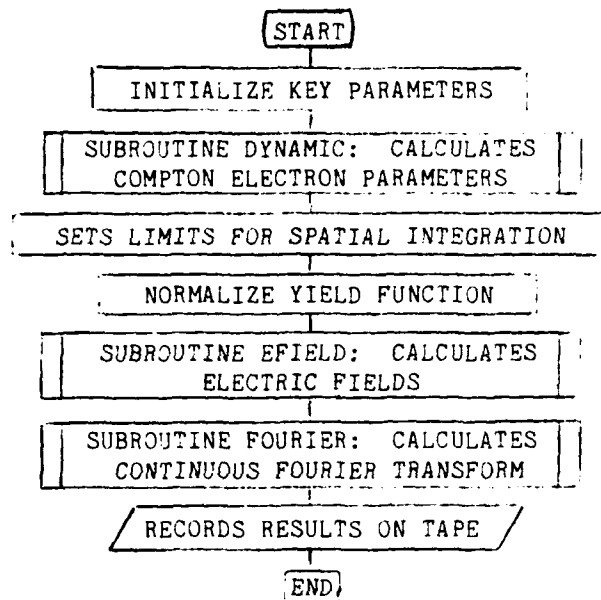 START
INITIALIZE KEY PARAMETERS
SUBROUTINE DYNAMIC: CALCULATES
COMPTON ELECTRON PARAMETERS
SETS LIMITS FOR SPATIAL INTEGRATION
NORMALIZE YIELD FUNCTION
SUBROUTINE EFIELD: CALCULATES
ELECTRIC FIELDS
SUBROUTINE FOURIER: CALCULATES
CONTINUOUS FOURIER TRANSFORM
RECORDS RESULTS ON TAPE
END